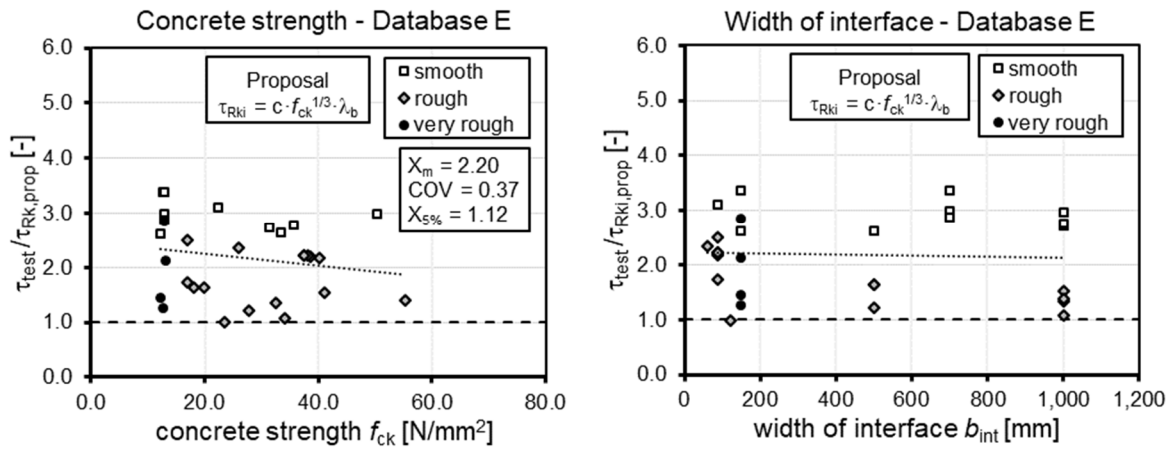 Concrete strength - Database E
6.0
5.0
4.0
3.0
2.0
1.0
0.0
τtest/τRk,prop [-]
Proposal
τRki = c·fck1/3·λb
smooth
rough
very rough
Xm = 2.20
COV = 0.37
X5% = 1.12
0.0 20.0 40.0 60.0 80.0
concrete strength fck [N/mm2]
Width of interface - Database E
6.0
5.0
4.0
3.0
2.0
1.0
0.0
τtest/τRki,prop [-]
Proposal
τRki = c·fck1/3·λb
smooth
rough
very rough
0 200 400 600 800 1,000 1,200
width of interface bint [mm]